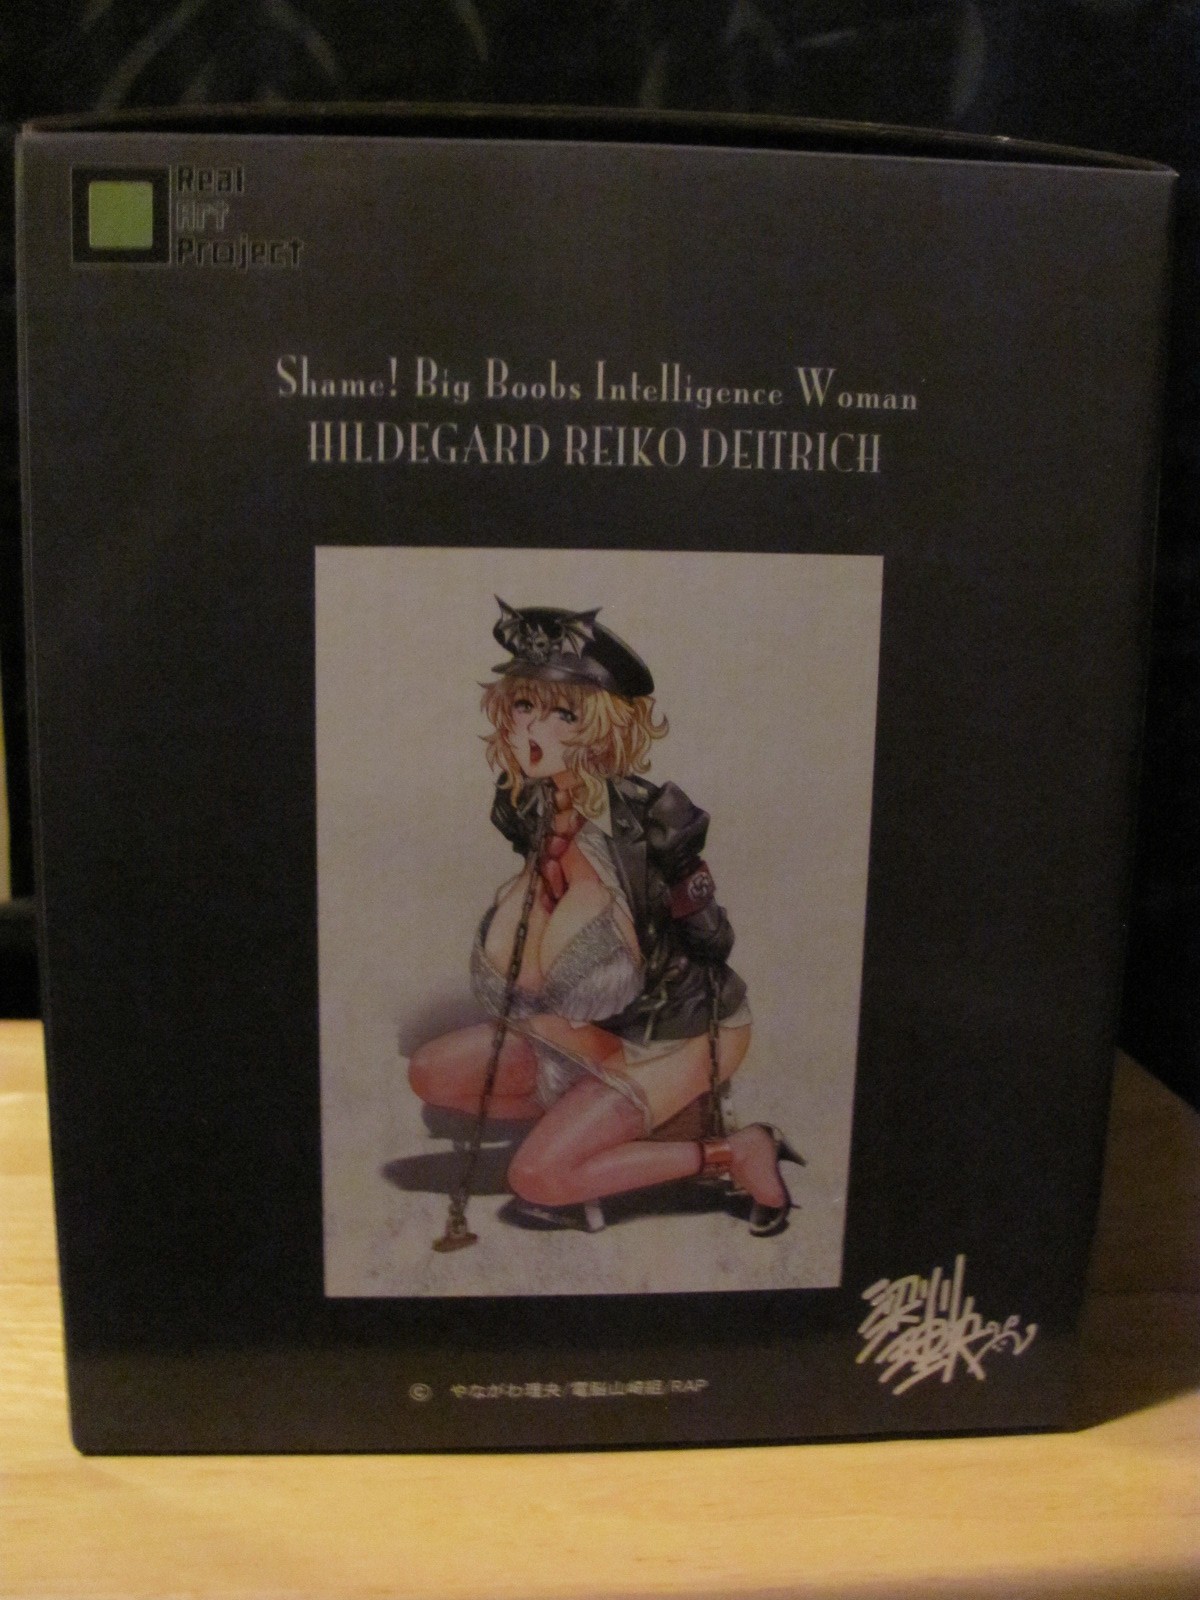 Real
Art
Project
Shame! Big Boobs Intelligence Woman
HILDEGARD REIKO DEITRICH
© やながわ理央/電脳山崎組/RAP